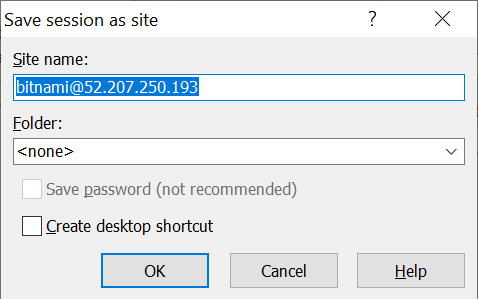 Save session as site
?
Site name:
bitnami@52.207.250.193
Folder:
<none>
Save password (not recommended)
Create desktop shortcut
OK Cancel Help